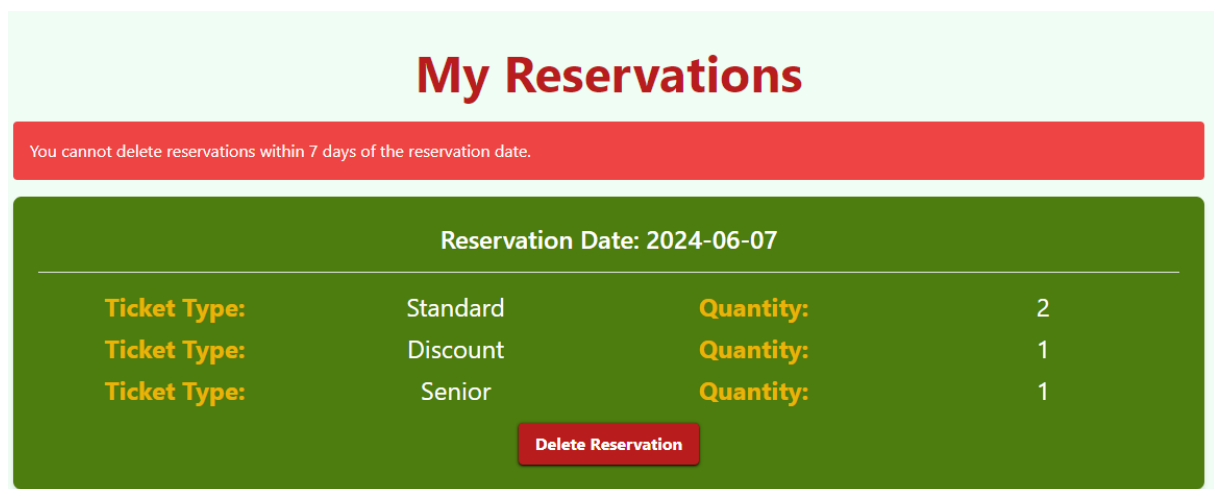 My Reservations
You cannot delete reservations within 7 days of the reservation date.
Reservation Date: 2024-06-07
Ticket Type: Standard Quantity: 2
Ticket Type: Discount Quantity: 1
Ticket Type: Senior Quantity: 1
Delete Reservation